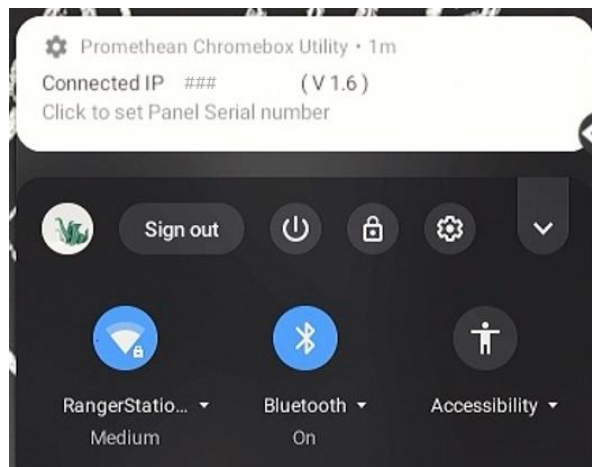 Promethean Chromebox Utility • 1m
Connected IP ### ( V 1.6 )
Click to set Panel Serial number
Sign out
RangerStatio... Bluetooth Accessibility
Medium On